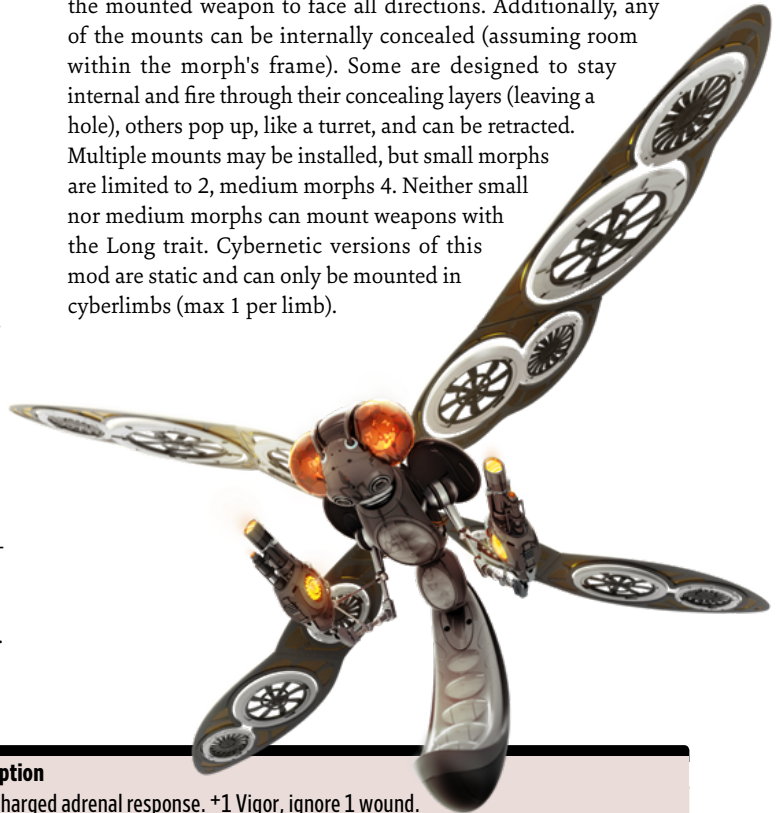 the mounted weapon to face all directions. Additionally, any
of the mounts can be internally concealed (assuming room
within the morph's frame). Some are designed to stay
internal and fire through their concealing layers (leaving a
hole), others pop up, like a turret, and can be retracted.
Multiple mounts may be installed, but small morphs
are limited to 2, medium morphs 4. Neither small
nor medium morphs can mount weapons with
the Long trait. Cybernetic versions of this
mod are static and can only be mounted in
cyberlimbs (max 1 per limb).
ption
harged adrenal response. +1 Vigor, ignore 1 wound.